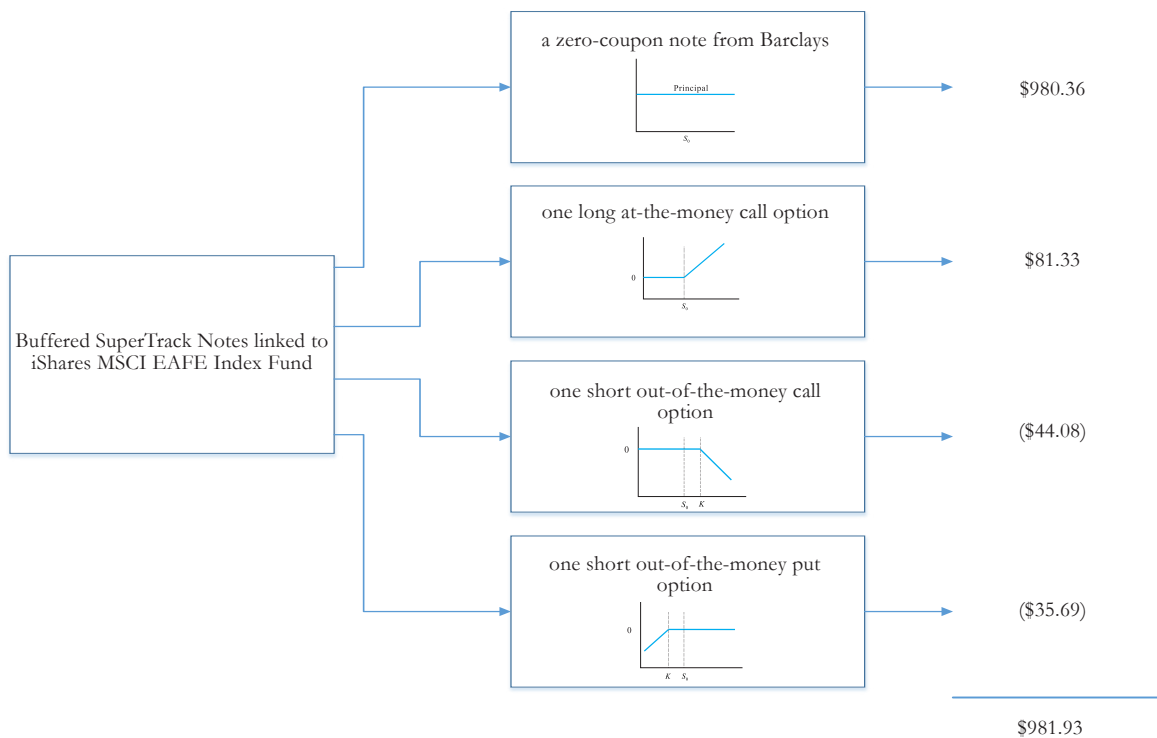 a zero-coupon note from Barclays
Principal
S₀
$980.36
one long at-the-money call option
0
S₀
$81.33
Buffered SuperTrack Notes linked to
iShares MSCI EAFE Index Fund
one short out-of-the-money call
option
0
S₀ K
($44.08)
one short out-of-the-money put
option
0
K S₀
($35.69)
$981.93